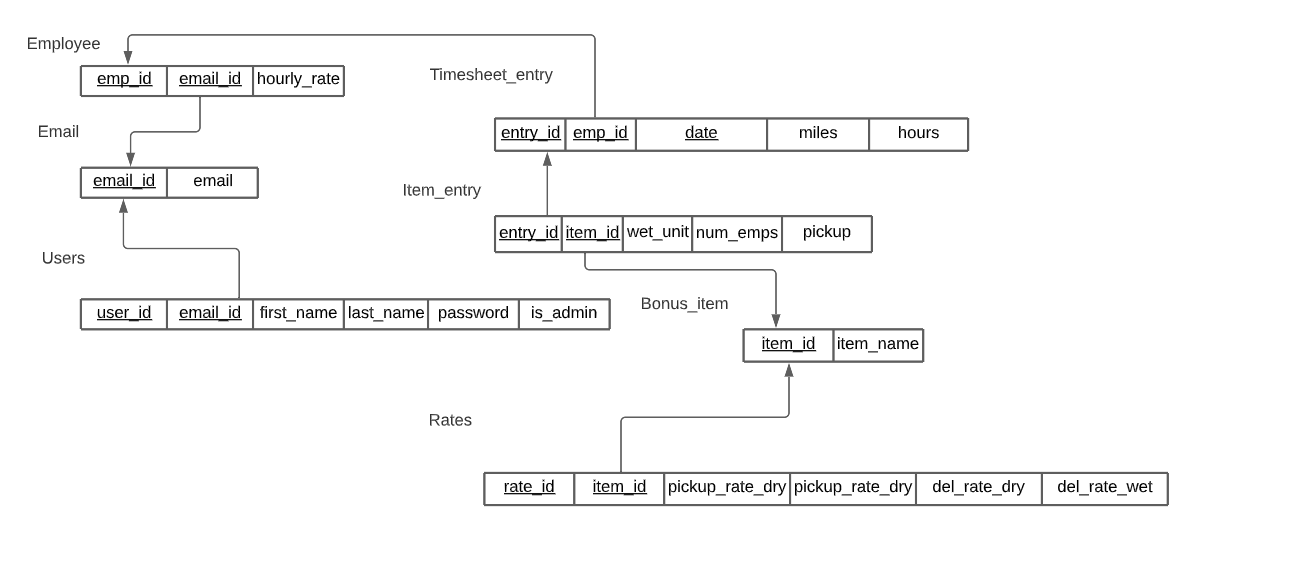 Employee
emp_id email_id hourly_rate
Timesheet_entry
entry_id emp_id date miles hours
Email
email_id email
Item_entry
entry_id item_id wet_unit num_emps pickup
Users
user_id email_id first_name last_name password is_admin
Bonus_item
item_id item_name
Rates
rate_id item_id pickup_rate_dry pickup_rate_dry del_rate_dry del_rate_wet